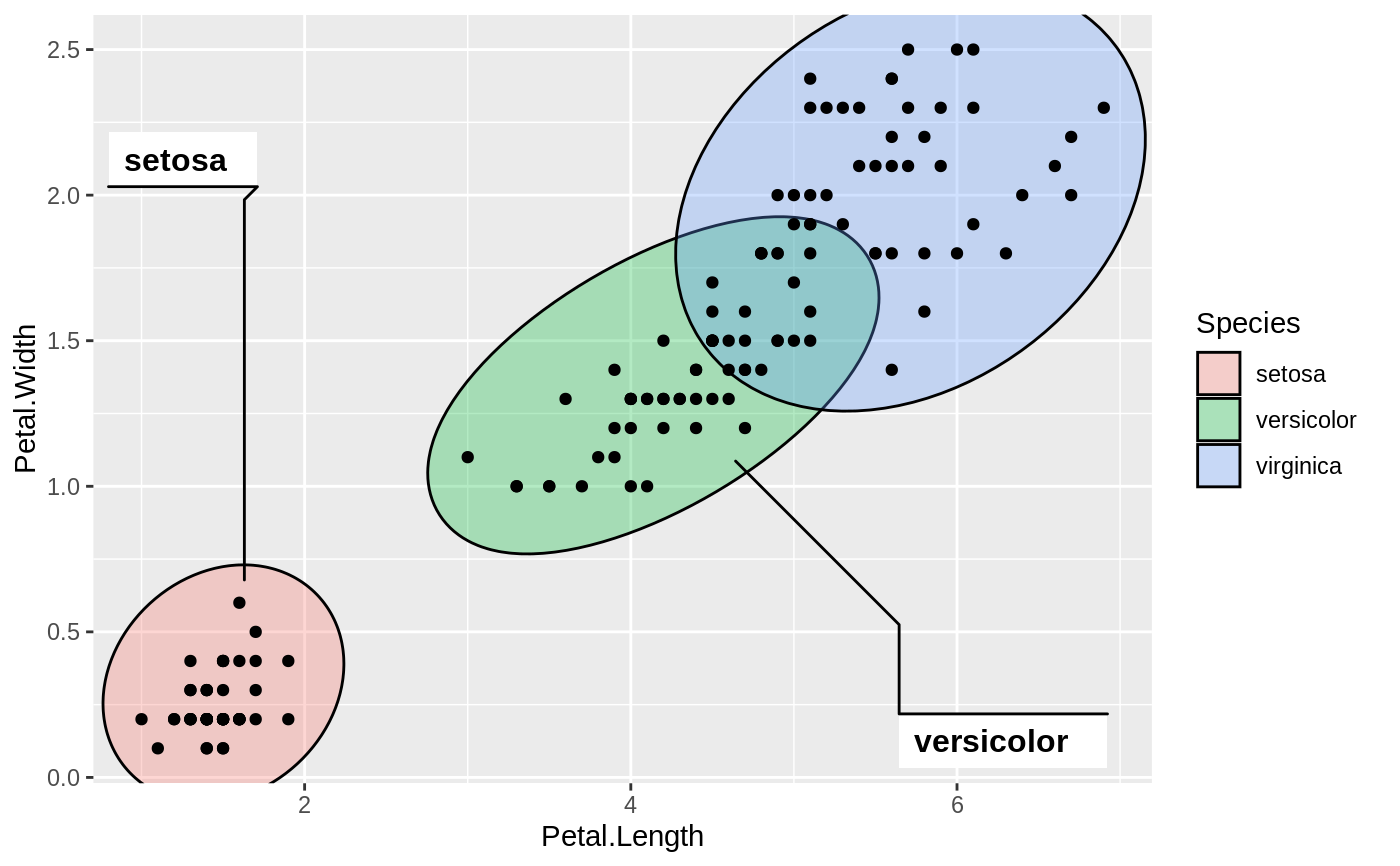 2.5
2.0
1.5
1.0
0.5
0.0
Petal.Width
setosa
versicolor
2
4
6
Petal.Length
Species
setosa
versicolor
virginica